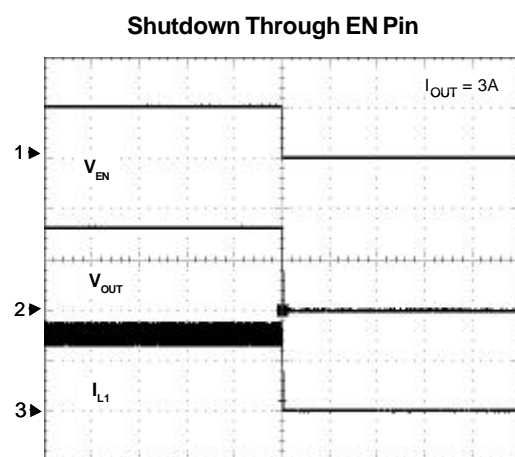 Shutdown Through EN Pin
I_OUT = 3A
1
V_EN
V_OUT
2
I_L1
3